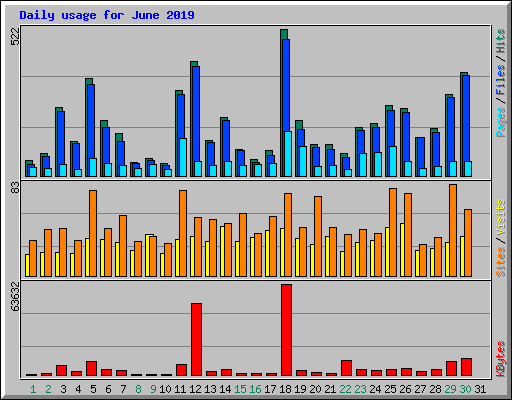 Daily usage for June 2019
522
83
63632
Pages / Files / Hits
Sites / Visits
KBytes
1 2 3 4 5 6 7 8 9 10 11 12 13 14 15 16 17 18 19 20 21 22 23 24 25 26 27 28 29 30 31